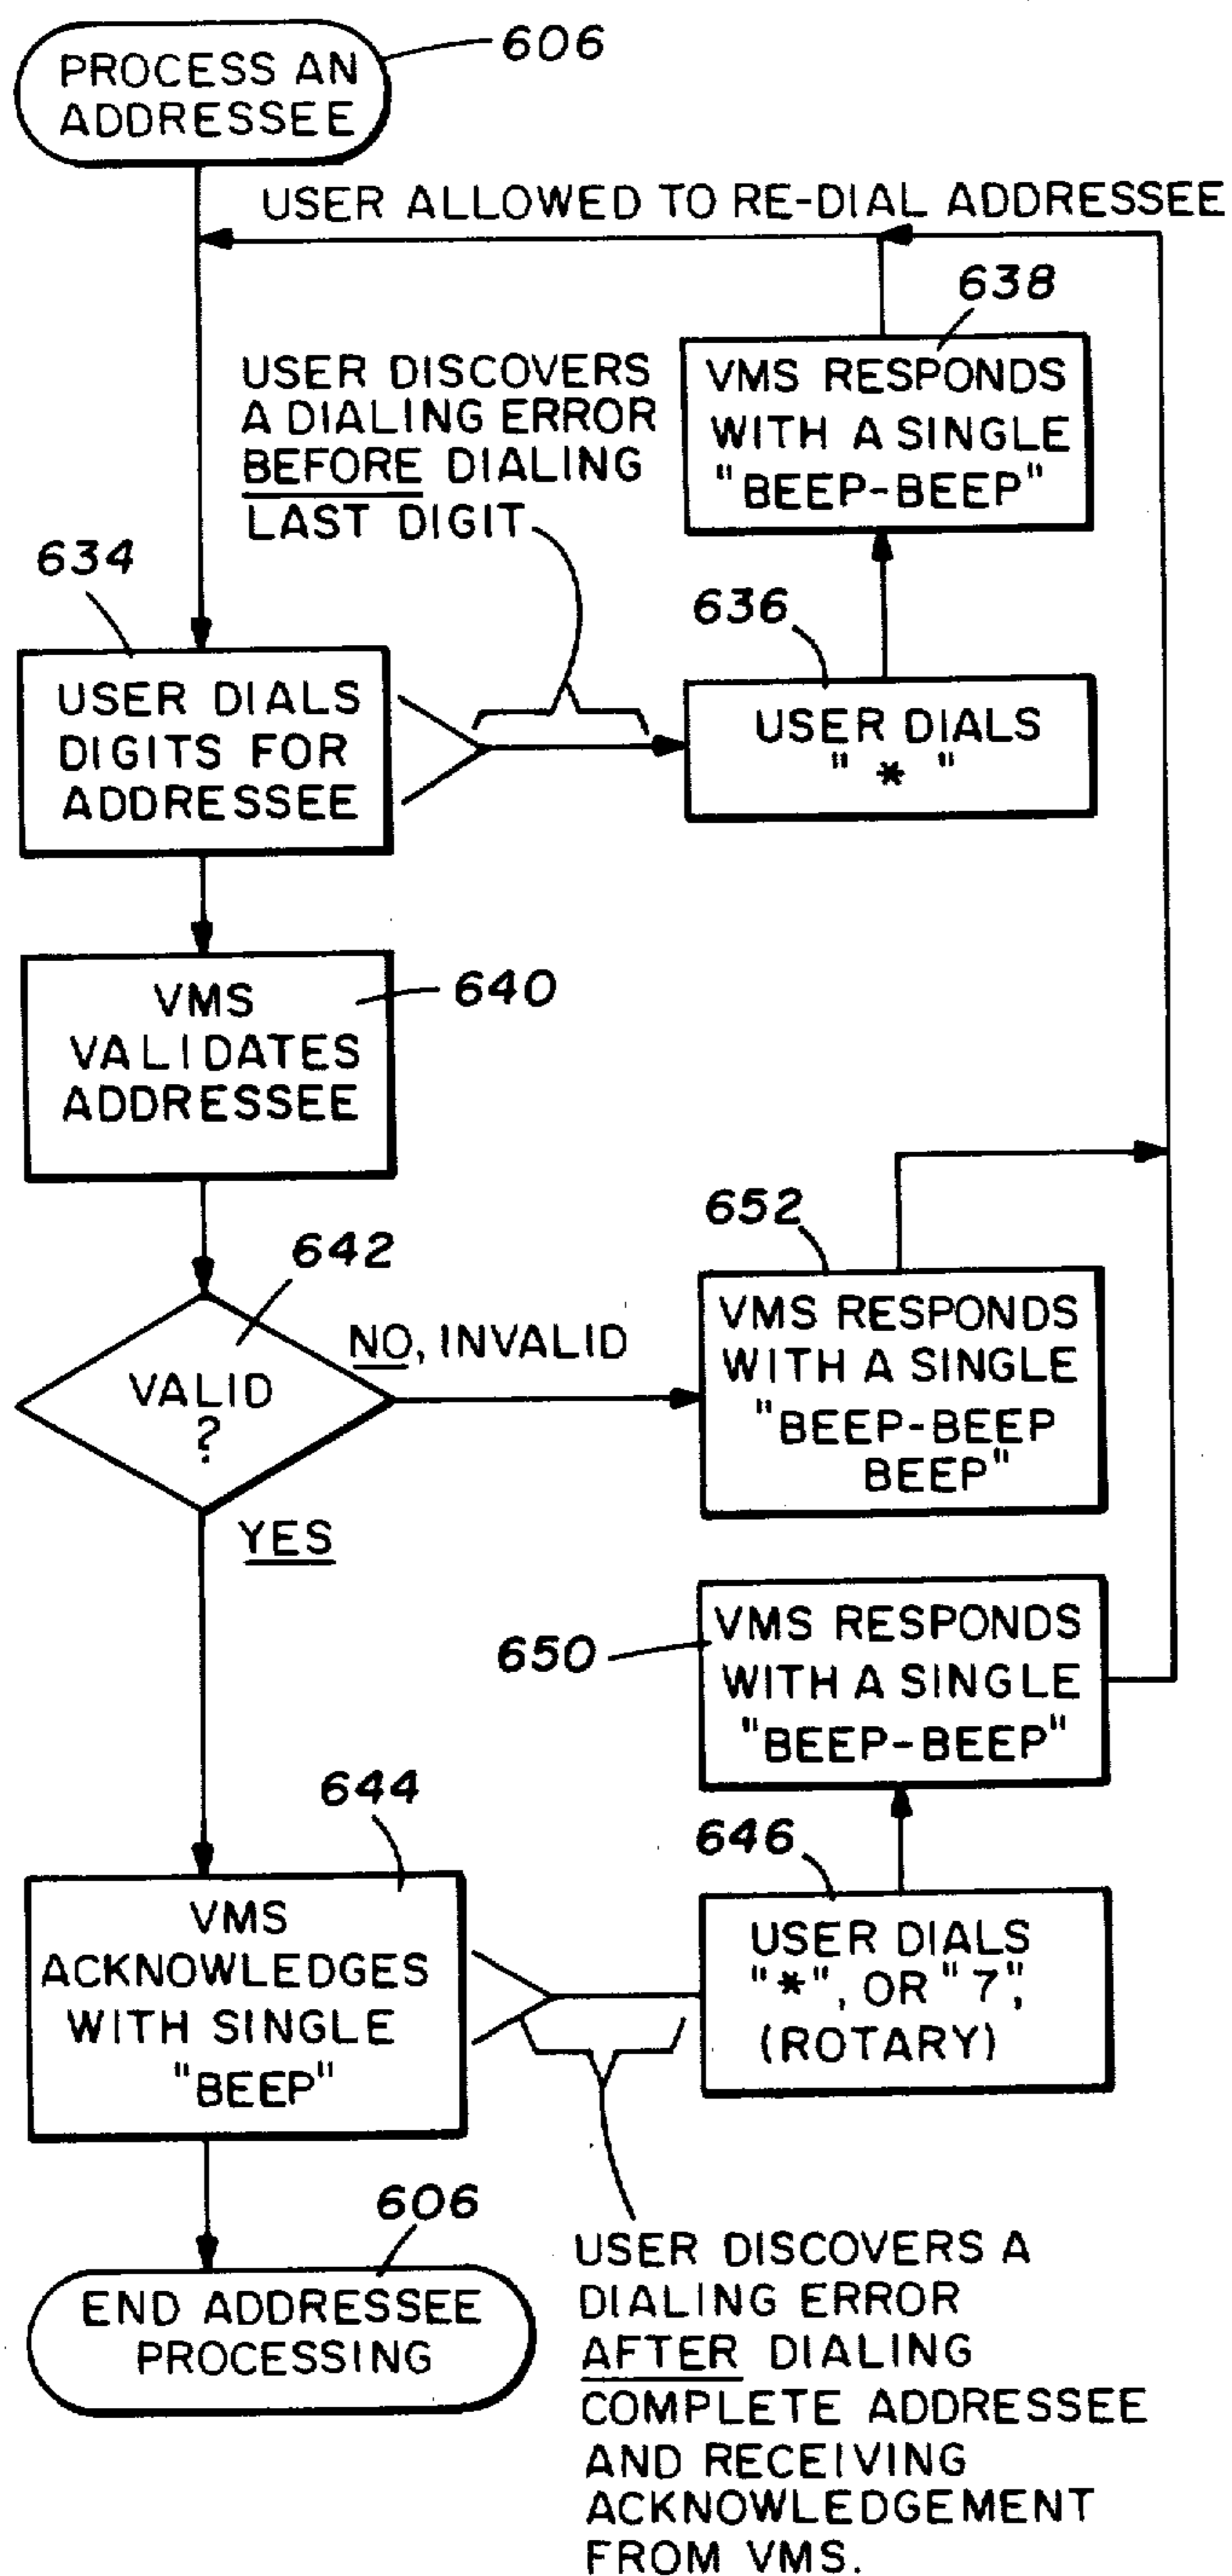 606
PROCESS AN
ADDRESSEE
USER ALLOWED TO RE-DIAL ADDRESSEE
638
VMS RESPONDS
WITH A SINGLE
"BEEP-BEEP"
USER DISCOVERS
A DIALING ERROR
BEFORE DIALING
LAST DIGIT
634
USER DIALS
DIGITS FOR
ADDRESSEE
636
USER DIALS
" * "
640
VMS
VALIDATES
ADDRESSEE
642
VALID
?
NO, INVALID
652
VMS RESPONDS
WITH A SINGLE
"BEEP-BEEP
BEEP"
YES
650
VMS RESPONDS
WITH A SINGLE
"BEEP-BEEP"
644
VMS
ACKNOWLEDGES
WITH SINGLE
"BEEP"
646
USER DIALS
"*", OR "7",
(ROTARY)
606
END ADDRESSEE
PROCESSING
USER DISCOVERS A
DIALING ERROR
AFTER DIALING
COMPLETE ADDRESSEE
AND RECEIVING
ACKNOWLEDGEMENT
FROM VMS.